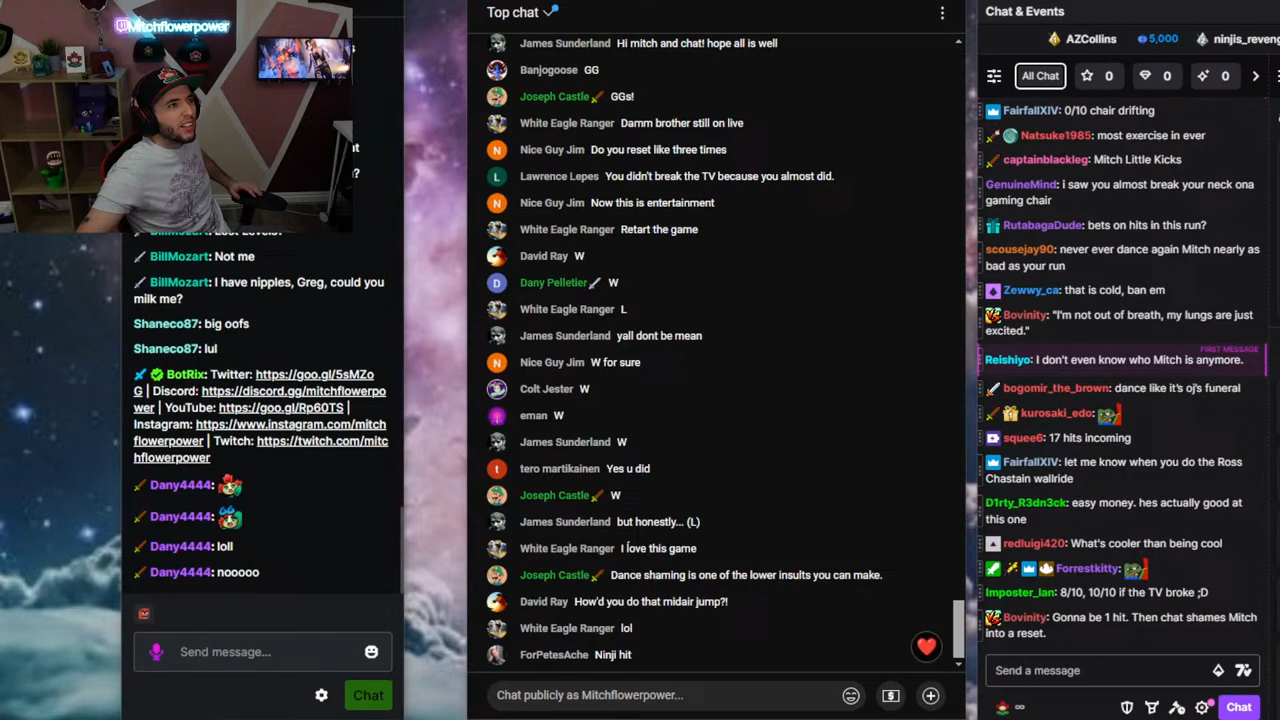 Mitchflowerpower
BillMozart: Lost Levels?
BillMozart: Not me
BillMozart: I have nipples, Greg, could you
milk me?
Shaneco87: big oofs
Shaneco87: lul
BotRix: Twitter: https://goo.gl/5sMZo
G | Discord: https://discord.gg/mitchflowerpo
wer | YouTube: https://goo.gl/Rp60TS |
Instagram: https://www.instagram.com/mitch
flowerpower | Twitch: https://twitch.com/mitc
hflowerpower
Dany4444:
Dany4444:
Dany4444: loll
Dany4444: nooooo
Send message...
Chat
Top chat
James Sunderland Hi mitch and chat! hope all is well
Banjogoose GG
Joseph Castle GGs!
White Eagle Ranger Damm brother still on live
N Nice Guy Jim Do you reset like three times
L Lawrence Lepes You didn't break the TV because you almost did.
N Nice Guy Jim Now this is entertainment
White Eagle Ranger Retart the game
David Ray W
D Dany Pelletier W
White Eagle Ranger L
James Sunderland yall dont be mean
N Nice Guy Jim W for sure
Colt Jester W
eman W
James Sunderland W
t tero martikainen Yes u did
Joseph Castle W
James Sunderland but honestly... (L)
White Eagle Ranger I love this game
Joseph Castle Dance shaming is one of the lower insults you can make.
David Ray How'd you do that midair jump?!
White Eagle Ranger lol
ForPetesAche Ninji hit
Chat publicly as Mitchflowerpower...
Chat & Events
AZCollins 5,000 ninjis_reveng
All Chat 0 0 0
FairfallXIV: 0/10 chair drifting
Natsuke1985: most exercise in ever
captainblackleg: Mitch Little Kicks
GenuineMind: i saw you almost break your neck ona
gaming chair
RutabagaDude: bets on hits in this run?
scousejay90: never ever dance again Mitch nearly as
bad as your run
Zewwy_ca: that is cold, ban em
Bovinity: "I'm not out of breath, my lungs are just
excited."
FIRST MESSAGE
Reishiyo: I don't even know who Mitch is anymore.
bogomir_the_brown: dance like it's oj's funeral
kurosaki_edo:
squee6: 17 hits incoming
FairfallXIV: let me know when you do the Ross
Chastain wallride
D1rty_R3dn3ck: easy money. hes actually good at
this one
redluigi420: What's cooler than being cool
Forrestkitty:
Imposter_Ian: 8/10, 10/10 if the TV broke ;D
Bovinity: Gonna be 1 hit. Then chat shames Mitch
into a reset.
Send a message
Chat